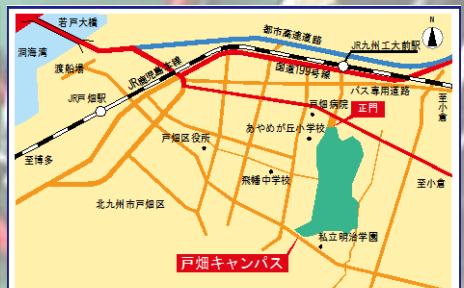 若戸大橋
N
都市高速道路
JR九州工大前駅
洞海湾
渡船場
JR鹿児島本線
国道199号線
バス専用道路
至小倉
JR戸畑駅
戸畑病院
正門
あやめが丘小学校
戸畑区役所
至博多
飛幡中学校
至小倉
北九州市戸畑区
私立明治学園
戸畑キャンパス